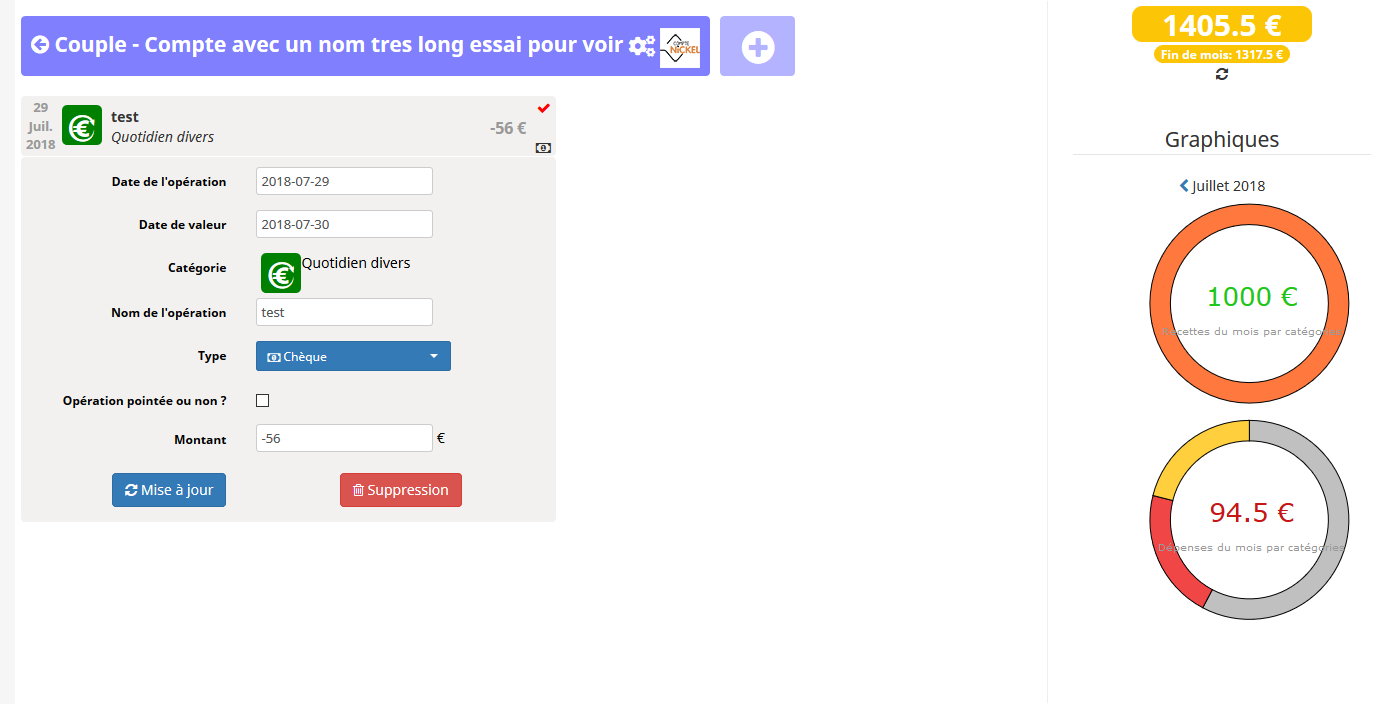 Couple - Compte avec un nom tres long essai pour voir
COMPTE
NICKEL
1405.5 €
Fin de mois: 1317.5 €
29
Juil.
2018
test
Quotidien divers
-56 €
Date de l'opération
2018-07-29
Date de valeur
2018-07-30
Catégorie
Quotidien divers
Nom de l'opération
test
Type
Chèque
Opération pointée ou non ?
Montant
-56
€
Mise à jour
Suppression
Graphiques
Juillet 2018
1000 €
Recettes du mois par catégories
94.5 €
Dépenses du mois par catégories